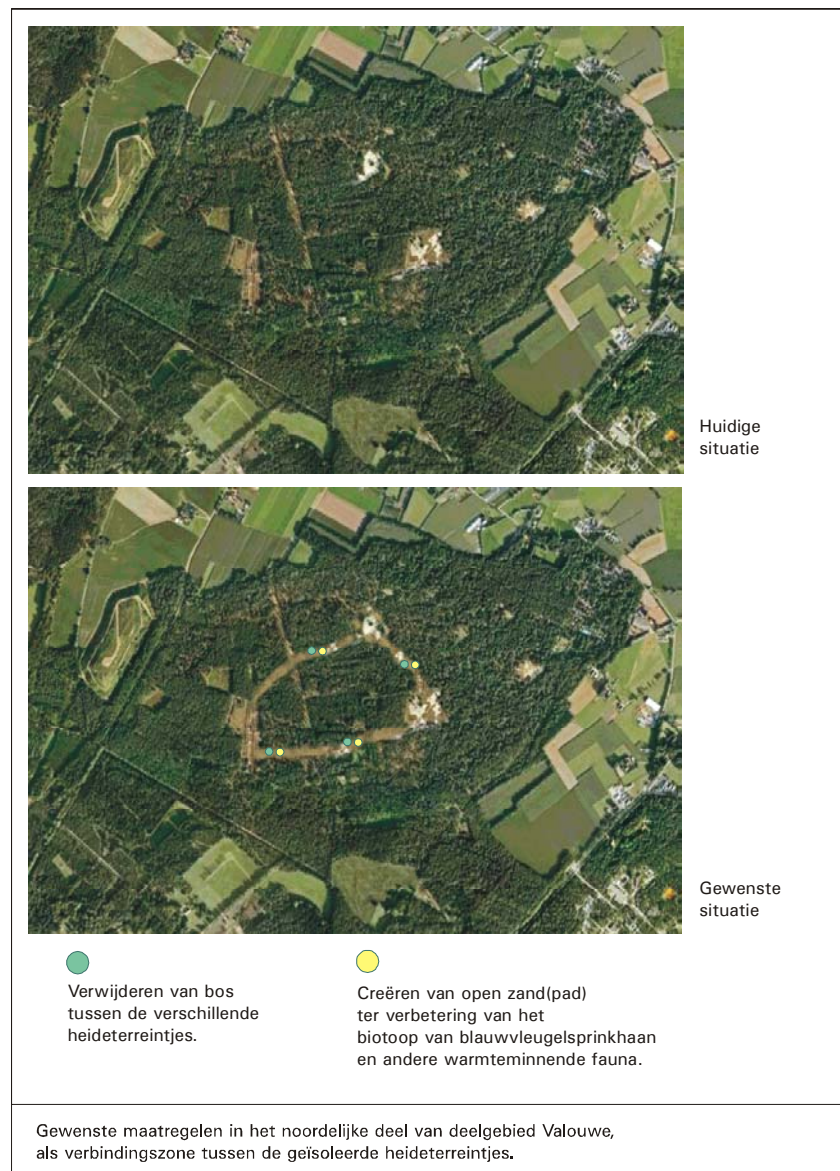 Huidige
situatie
Gewenste
situatie
Verwijderen van bos
tussen de verschillende
heideterreintjes.
Creëren van open zand(pad)
ter verbetering van het
biotoop van blauwvleugelsprinkhaan
en andere warmteminnende fauna.
Gewenste maatregelen in het noordelijke deel van deelgebied Valouwe,
als verbindingszone tussen de geïsoleerde heideterreintjes.